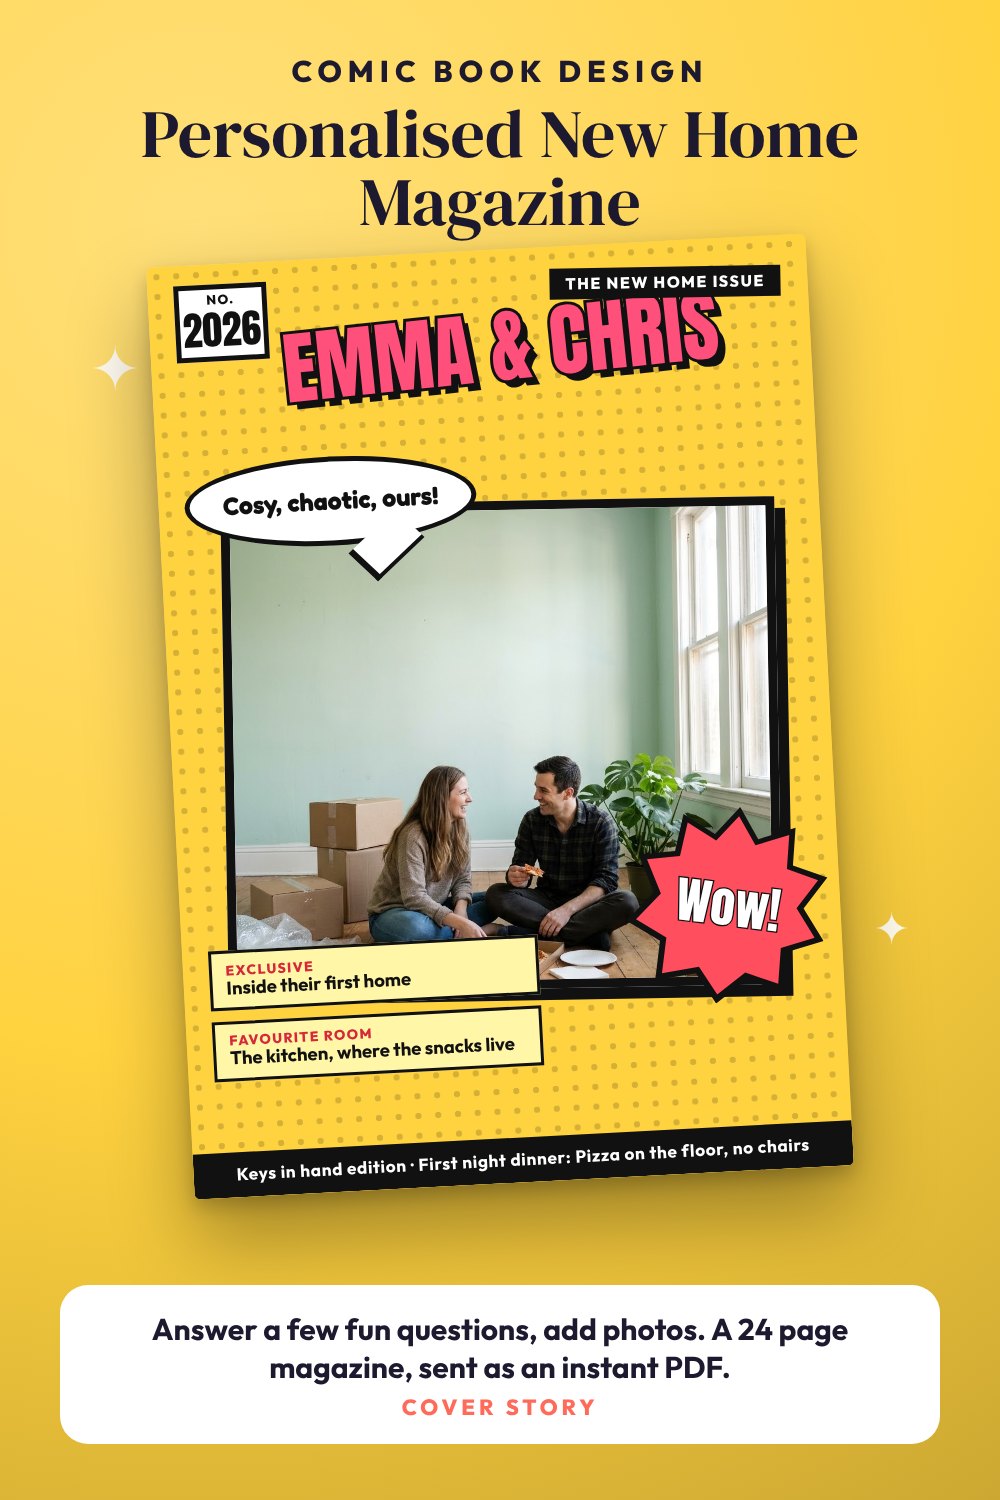 COMIC BOOK DESIGN
Personalised New Home
Magazine
THE NEW HOME ISSUE
NO.
2026
EMMA & CHRIS
Cosy, chaotic, ours!
Wow!
EXCLUSIVE
Inside their first home
FAVOURITE ROOM
The kitchen, where the snacks live
Keys in hand edition · First night dinner: Pizza on the floor, no chairs
Answer a few fun questions, add photos. A 24 page
magazine, sent as an instant PDF.
COVER STORY